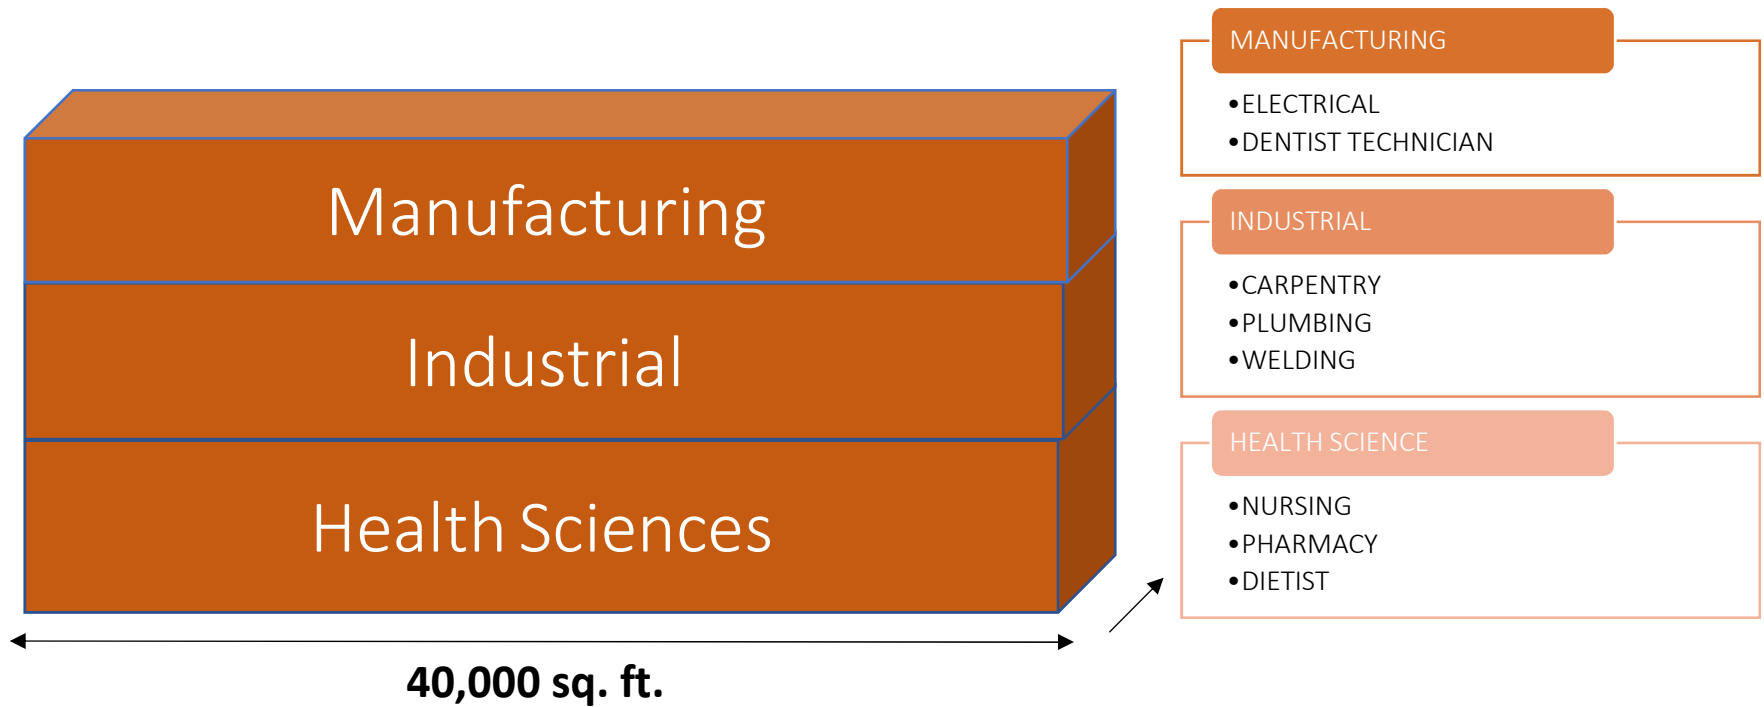 Manufacturing
Industrial
Health Sciences
40,000 sq. ft.
MANUFACTURING
•ELECTRICAL
•DENTIST TECHNICIAN
INDUSTRIAL
•CARPENTRY
•PLUMBING
•WELDING
HEALTH SCIENCE
•NURSING
•PHARMACY
•DIETIST